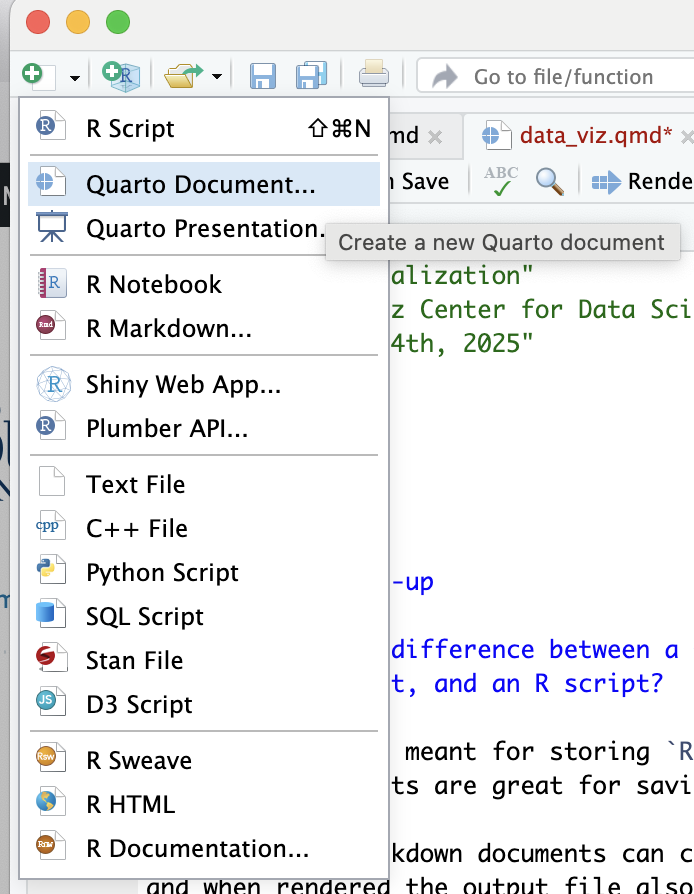 Go to file/function
R Script ⇧⌘N
md
data_viz.qmd*
Quarto Document...
Save
ABC
Rende
Quarto Presentation.
Create a new Quarto document
R Notebook
alization"
R Markdown...
z Center for Data Sci
4th, 2025"
Shiny Web App...
Plumber API...
Text File
C++ File
-up
Python Script
SQL Script
difference between a
Stan File
t, and an R script?
D3 Script
R Sweave
meant for storing `R
R HTML
ts are great for savi
R Documentation...
kdown documents can c
and when rendered the output file also